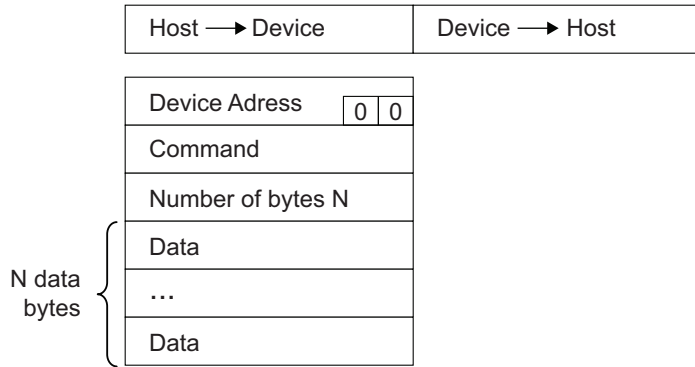 Host → Device
Device → Host
Device Adress
0 0
Command
Number of bytes N
N data
bytes
Data
...
Data